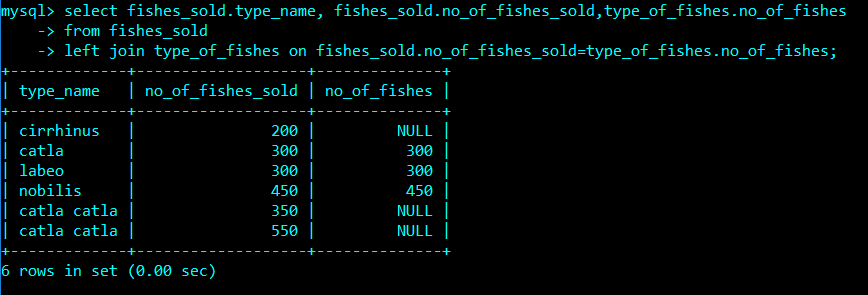 mysql> select fishes_sold.type_name, fishes_sold.no_of_fishes_sold,type_of_fishes.no_of_fishes
    -> from fishes_sold
    -> left join type_of_fishes on fishes_sold.no_of_fishes_sold=type_of_fishes.no_of_fishes;
+-------------+-------------------+--------------+
| type_name   | no_of_fishes_sold | no_of_fishes |
+-------------+-------------------+--------------+
| cirrhinus   |               200 |         NULL |
| catla       |               300 |          300 |
| labeo       |               300 |          300 |
| nobilis     |               450 |          450 |
| catla catla |               350 |         NULL |
| catla catla |               550 |         NULL |
+-------------+-------------------+--------------+
6 rows in set (0.00 sec)